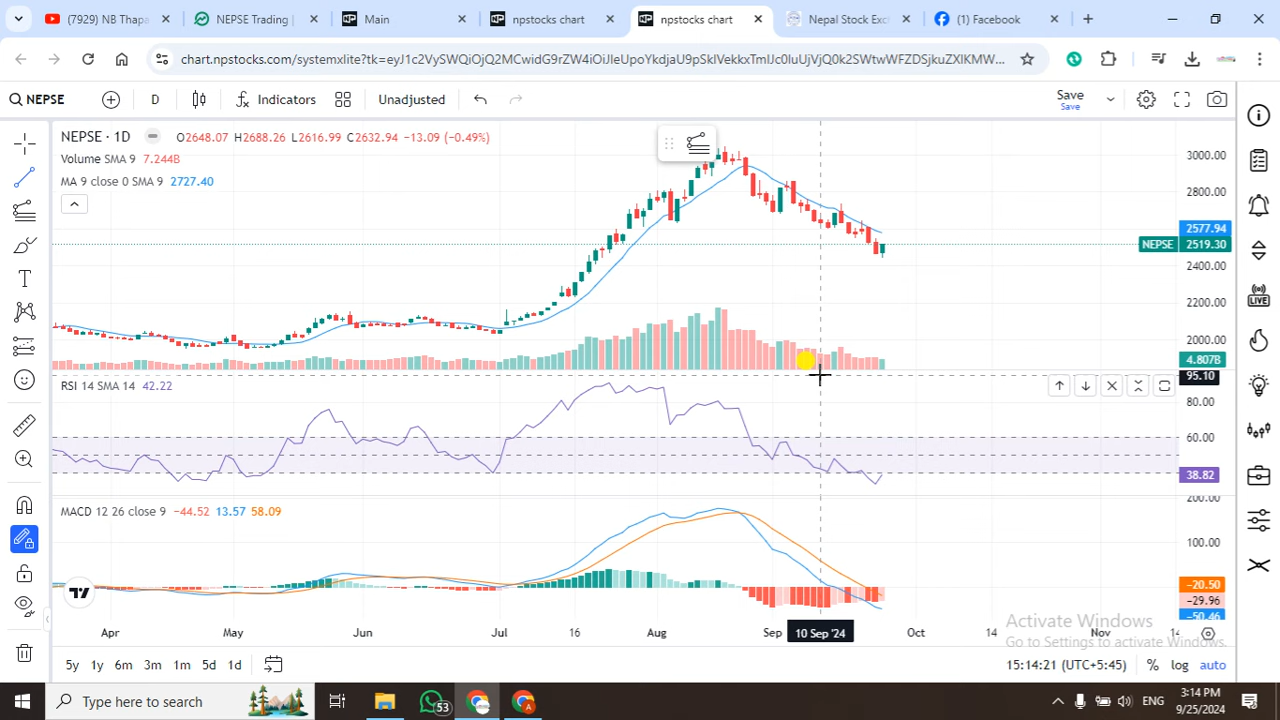 (7929) NB Thapa
NEPSE Trading
Main
npstocks chart
npstocks chart
Nepal Stock Exc
(1) Facebook
NEPSE
D
Indicators
Unadjusted
Save
Save
NEPSE · 1D O2648.07 H2688.26 L2616.99 C2632.94 −13.09 (−0.49%)
Volume SMA 9 7.244B
MA 9 close 0 SMA 9 2727.40
3000.00
2800.00
2577.94
NEPSE 2519.30
2400.00
2200.00
2000.00
4.807B
LIVE
RSI 14 SMA 14 42.22
95.10
80.00
60.00
38.82
MACD 12 26 close 9 −44.52 13.57 58.09
200.00
100.00
−20.50
−29.96
−50.46
Apr May Jun Jul 16 Aug Sep 10 Sep '24 Oct 14 Nov
Activate Windows
Go to Settings to activate Windows.
5y 1y 6m 3m 1m 5d 1d
15:14:21 (UTC+5:45) % log auto
Type here to search
53
ENG
3:14 PM
9/25/2024